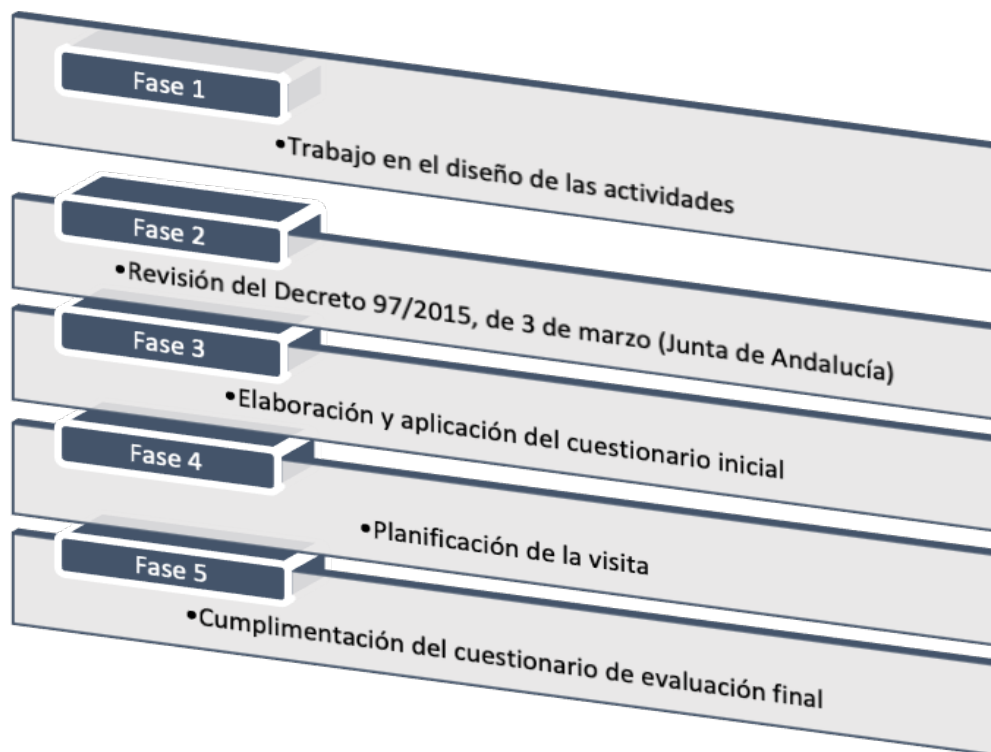 Fase 1
•Trabajo en el diseño de las actividades
Fase 2
•Revisión del Decreto 97/2015, de 3 de marzo (Junta de Andalucía)
Fase 3
•Elaboración y aplicación del cuestionario inicial
Fase 4
•Planificación de la visita
Fase 5
•Cumplimentación del cuestionario de evaluación final